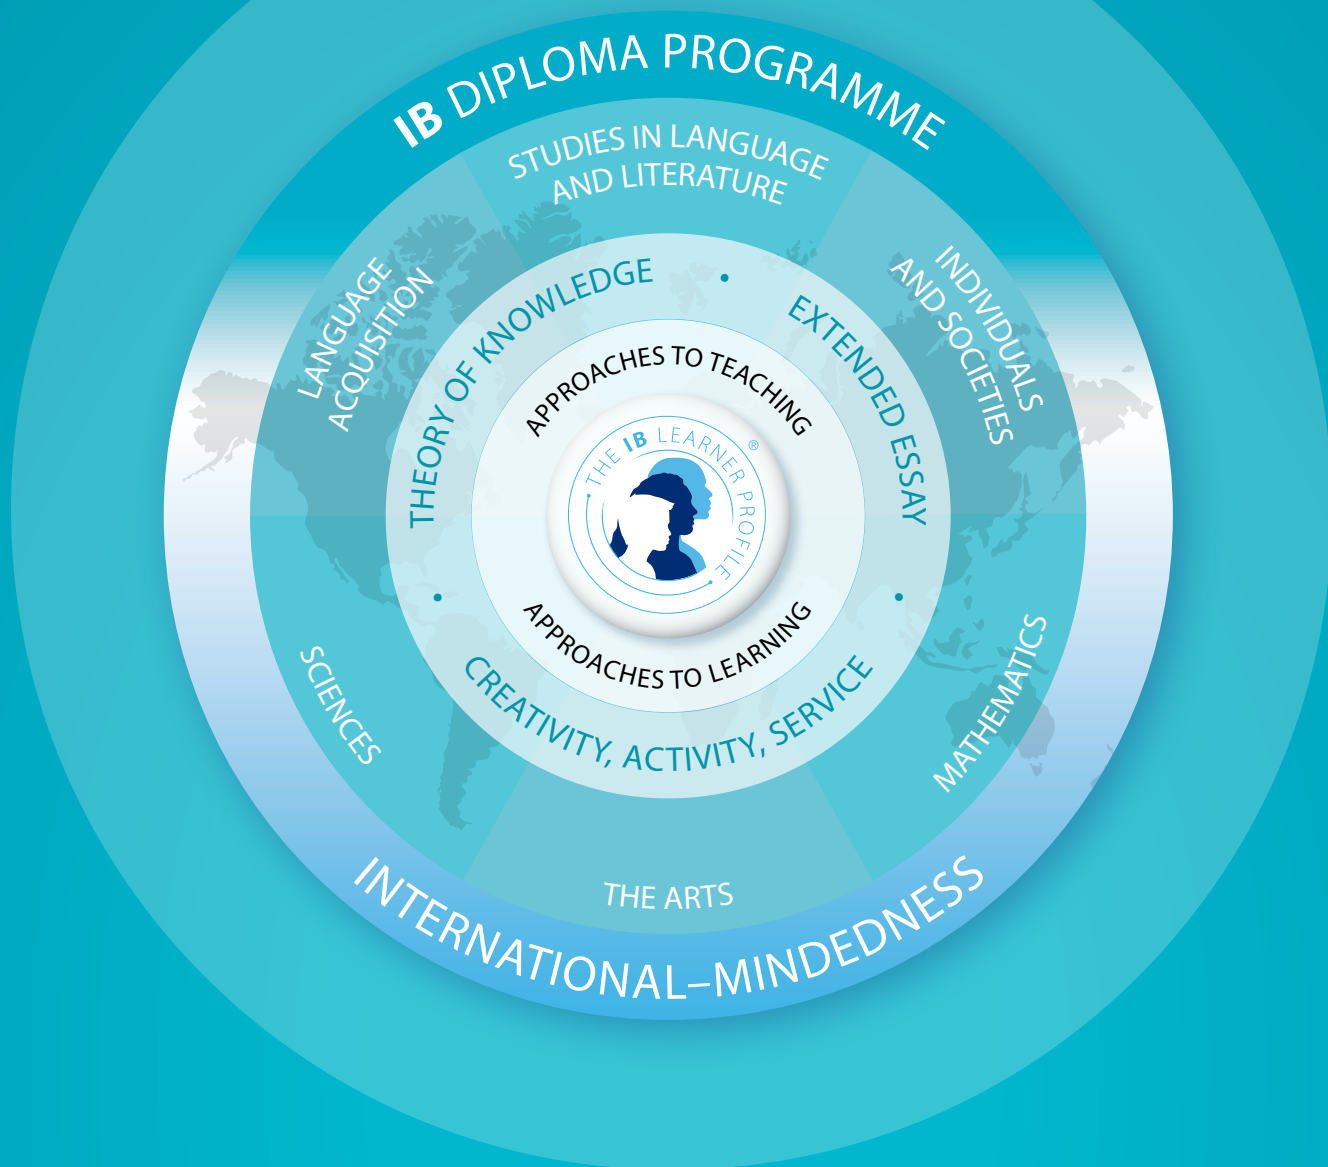 IB DIPLOMA PROGRAMME
STUDIES IN LANGUAGE
AND LITERATURE
LANGUAGE
ACQUISITION
INDIVIDUALS
AND SOCIETIES
THEORY OF KNOWLEDGE
•
EXTENDED ESSAY
APPROACHES TO TEACHING
THE IB LEARNER PROFILE
®
APPROACHES TO LEARNING
•
•
CREATIVITY, ACTIVITY, SERVICE
SCIENCES
MATHEMATICS
THE ARTS
INTERNATIONAL–MINDEDNESS